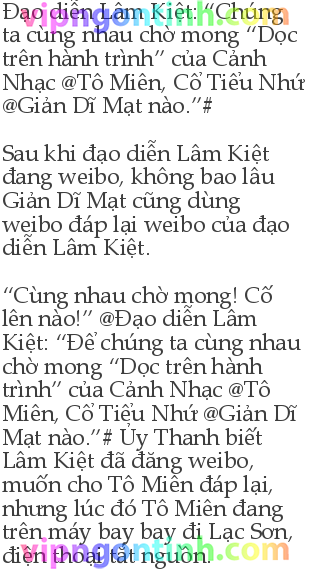 Đạo diễn Lâm Kiệt: “Chúng
ta cùng nhau chờ mong “Dọc
trên hành trình” của Cảnh
Nhạc @Tô Miên, Cổ Tiểu Nhứ
@Giản Dĩ Mạt nào.”#
Sau khi đạo diễn Lâm Kiệt
đang weibo, không bao lâu
Giản Dĩ Mạt cũng dùng
weibo đáp lại weibo của đạo
diễn Lâm Kiệt.
“Cùng nhau chờ mong! Cố
lên nào!” @Đạo diễn Lâm
Kiệt: “Để chúng ta cùng nhau
chờ mong “Dọc trên hành
trình” của Cảnh Nhạc @Tô
Miên, Cổ Tiểu Nhứ @Giản Dĩ
Mạt nào.”# Ủy Thanh biết
Lâm Kiệt đã đăng weibo,
muốn cho Tô Miên đáp lại,
nhưng lúc đó Tô Miên đang
trên máy bay bay đi Lạc Sơn,
điện thoại tắt nguồn.
vipngontinh.com
vipngontinh.com